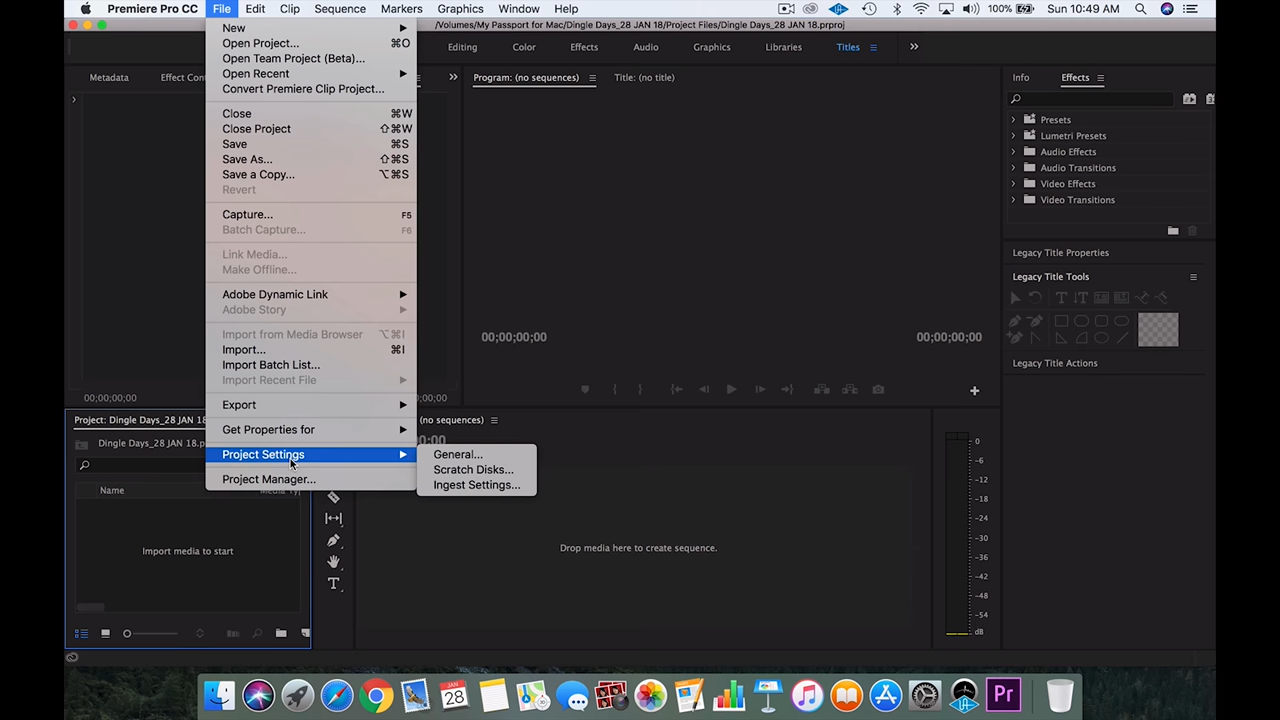 Premiere Pro CC File Edit Clip Sequence Markers Graphics Window Help 100% Sun 10:49 AM
/Volumes/My Passport for Mac/Dingle Days_28 JAN 18/Project Files/Dingle Days_28 JAN 18.prproj
Editing Color Effects Audio Graphics Libraries Titles
New
Open Project... ⌘O
Open Team Project (Beta)...
Open Recent
Convert Premiere Clip Project...
Close ⌘W
Close Project ⇧⌘W
Save ⌘S
Save As... ⇧⌘S
Save a Copy... ⌥⌘S
Revert
Capture... F5
Batch Capture... F6
Link Media...
Make Offline...
Adobe Dynamic Link
Adobe Story
Import from Media Browser ⌥⌘I
Import... ⌘I
Import Batch List...
Import Recent File
Export
Get Properties for
Project Settings
Project Manager...
General...
Scratch Disks...
Ingest Settings...
Metadata Effect Cont
00;00;00;00 00;00
Program: (no sequences) Title: (no title)
00;00;00;00 00;00;00;00
Info Effects
Presets
Lumetri Presets
Audio Effects
Audio Transitions
Video Effects
Video Transitions
Legacy Title Properties
Legacy Title Tools
Legacy Title Actions
Project: Dingle Days_28 JAN 18
Dingle Days_28 JAN 18.p
Name Media Ty
Import media to start
(no sequences)
00
Drop media here to create sequence.
0
-6
-12
-18
-24
-30
-36
-42
-48
-54
dB
JAN
28
Pr